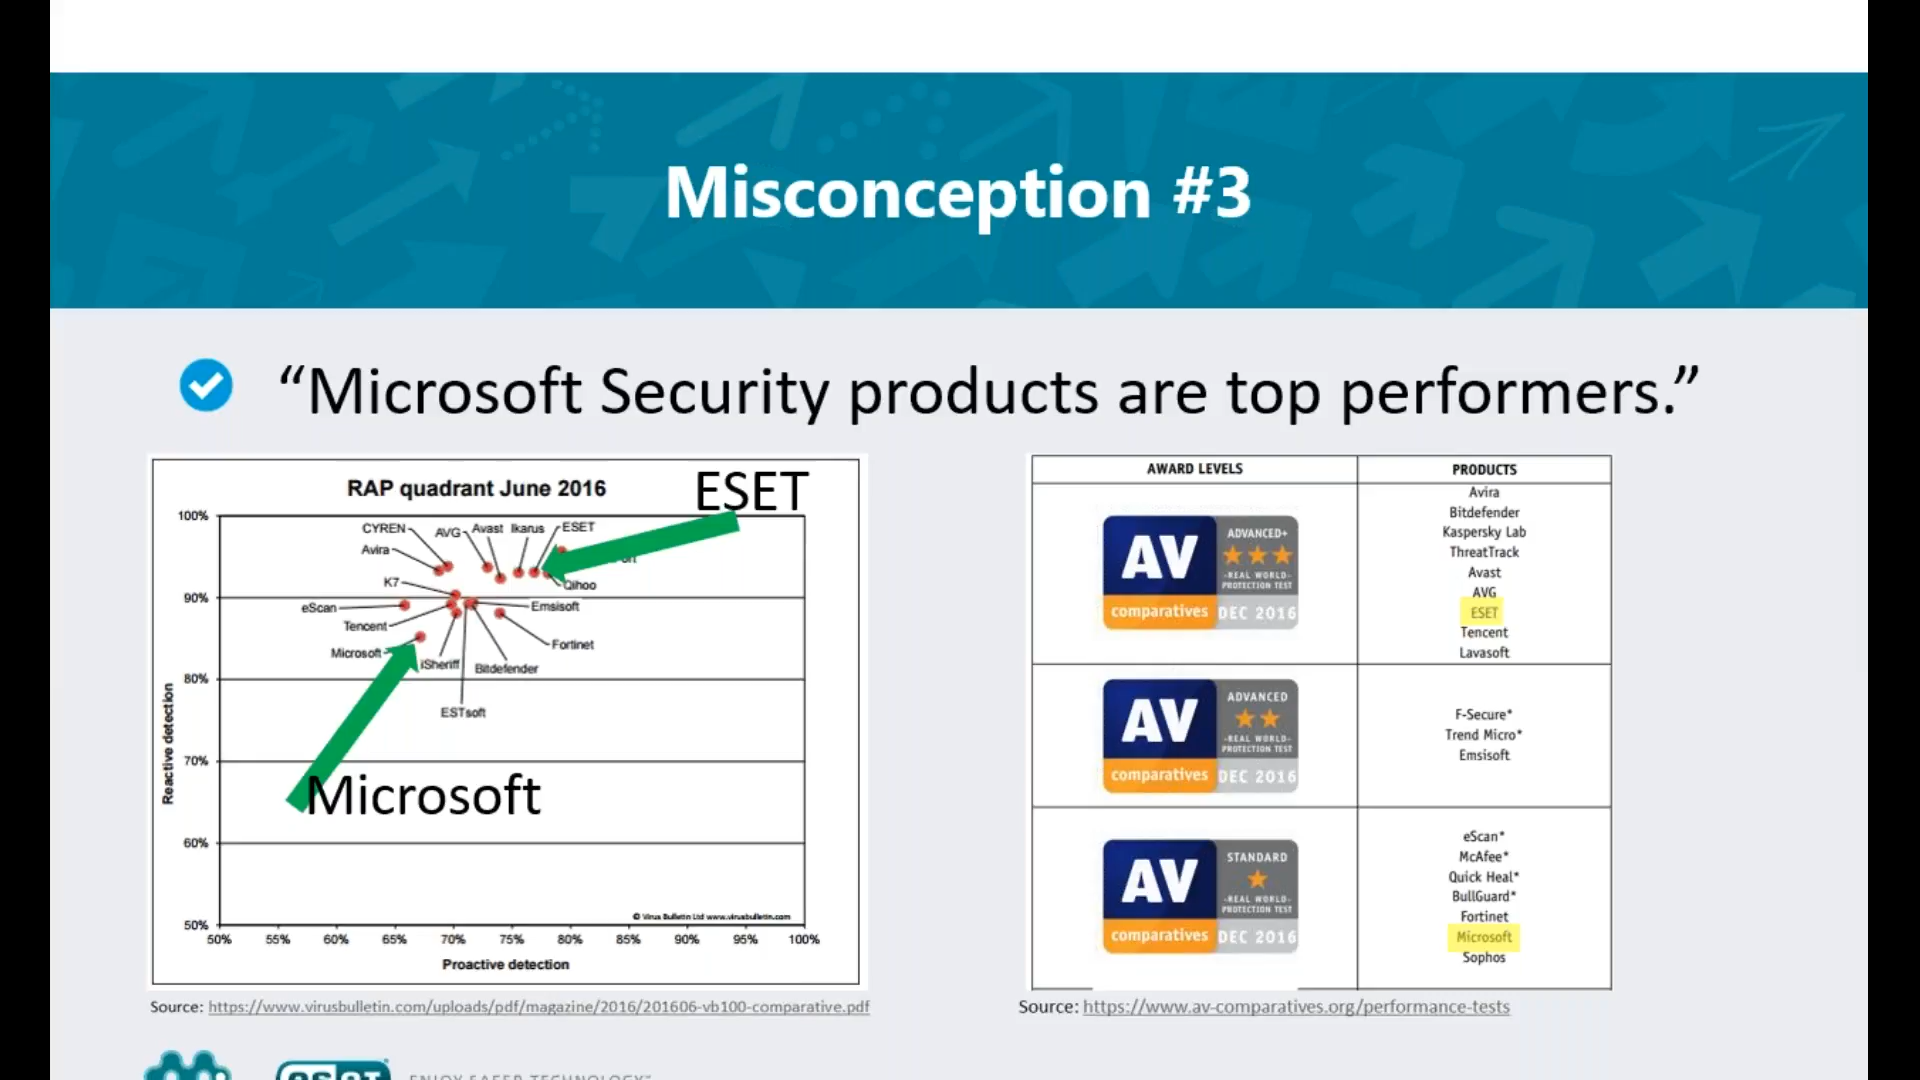 Misconception #3
“Microsoft Security products are top performers.”
RAP quadrant June 2016
ESET
100%
90%
80%
70%
60%
50%
Reactive detection
CYREN
AVG
Avast
Ikarus
ESET
Avira
Qihoo
K7
eScan
Emsisoft
Tencent
Fortinet
Microsoft
iSheriff
Bitdefender
ESTsoft
Microsoft
© Virus Bulletin Ltd www.virusbulletin.com
50% 55% 60% 65% 70% 75% 80% 85% 90% 95% 100%
Proactive detection
Source: https://www.virusbulletin.com/uploads/pdf/magazine/2016/201606-vb100-comparative.pdf
AWARD LEVELS PRODUCTS
AV
comparatives
ADVANCED+
-REAL WORLD-
PROTECTION TEST
DEC 2016
Avira
Bitdefender
Kaspersky Lab
ThreatTrack
Avast
AVG
ESET
Tencent
Lavasoft
AV
comparatives
ADVANCED
-REAL WORLD-
PROTECTION TEST
DEC 2016
F-Secure*
Trend Micro*
Emsisoft
AV
comparatives
STANDARD
-REAL WORLD-
PROTECTION TEST
DEC 2016
eScan*
McAfee*
Quick Heal*
BullGuard*
Fortinet
Microsoft
Sophos
Source: https://www.av-comparatives.org/performance-tests
eset
ENJOY SAFER TECHNOLOGY™